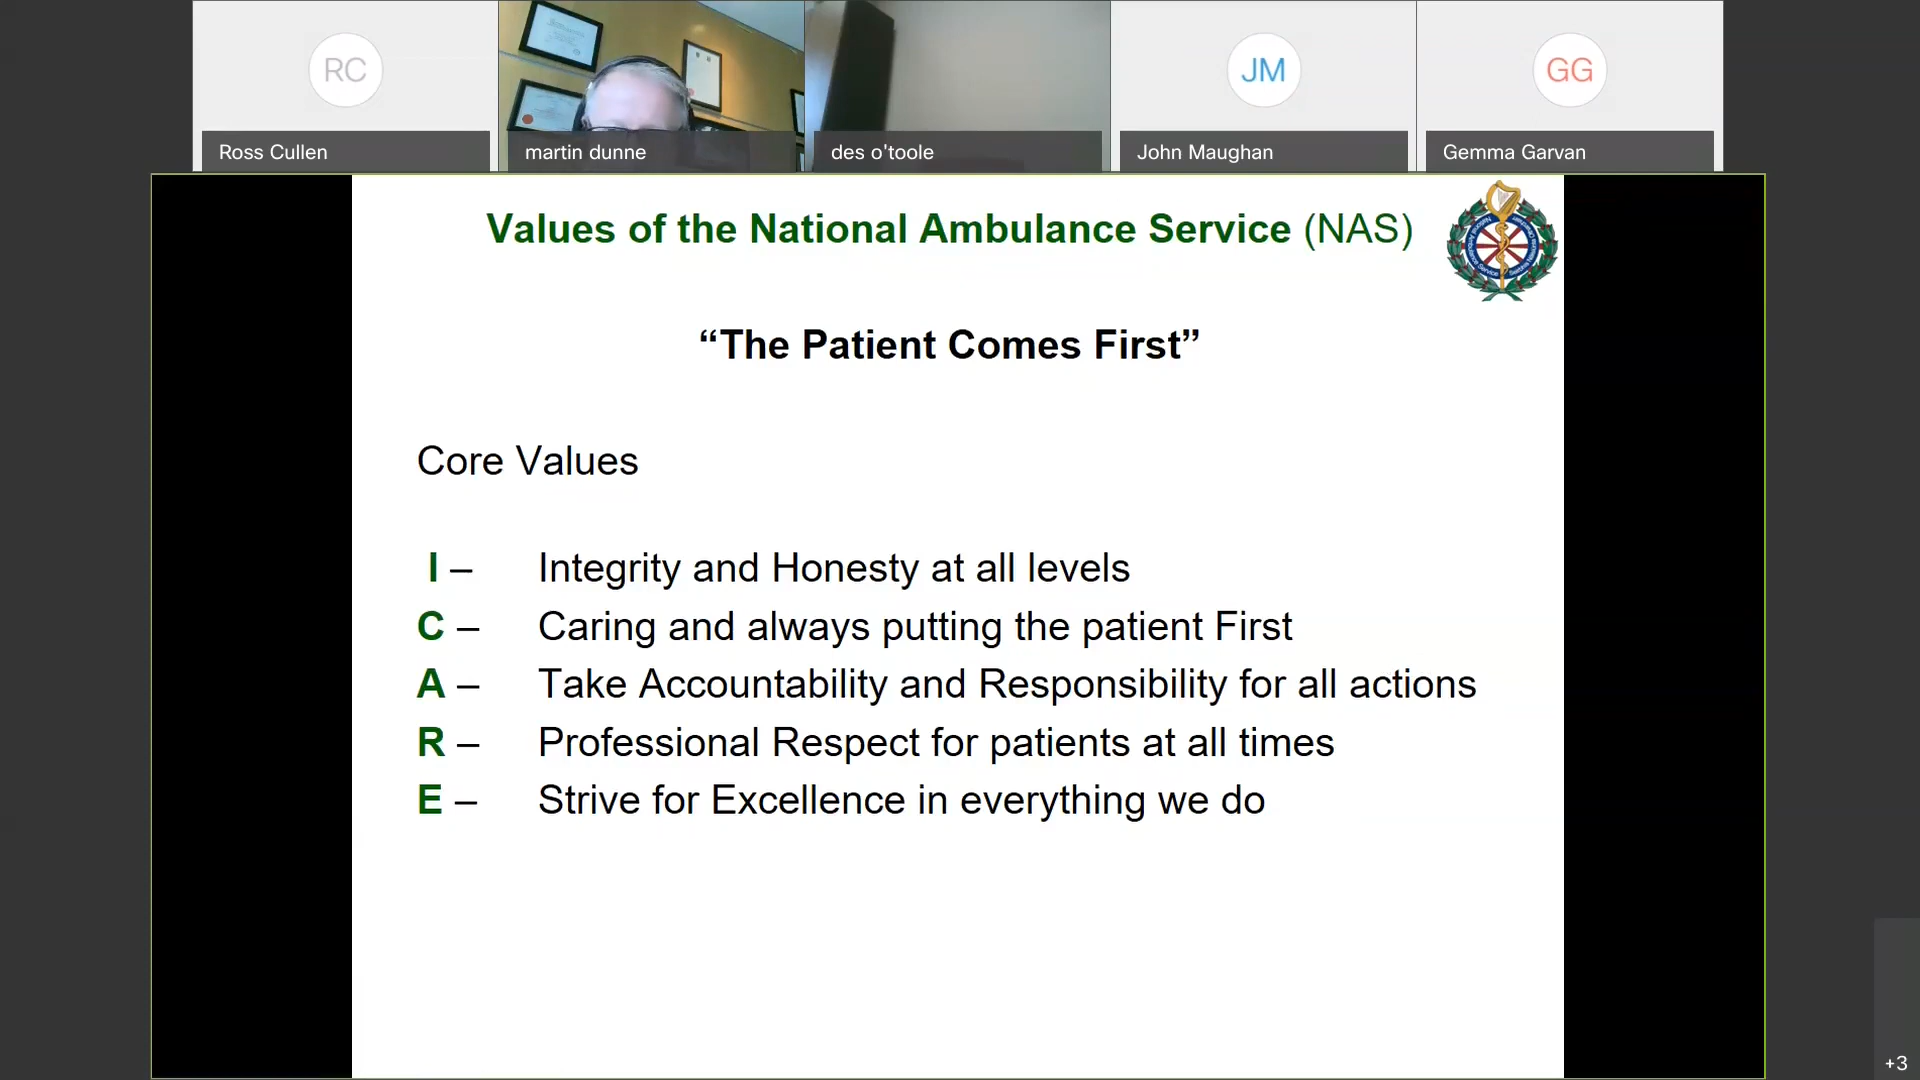 RC
JM
GG
Ross Cullen
martin dunne
des o'toole
John Maughan
Gemma Garvan
Values of the National Ambulance Service (NAS)
“The Patient Comes First”
Core Values
I – Integrity and Honesty at all levels
C – Caring and always putting the patient First
A – Take Accountability and Responsibility for all actions
R – Professional Respect for patients at all times
E – Strive for Excellence in everything we do
+3